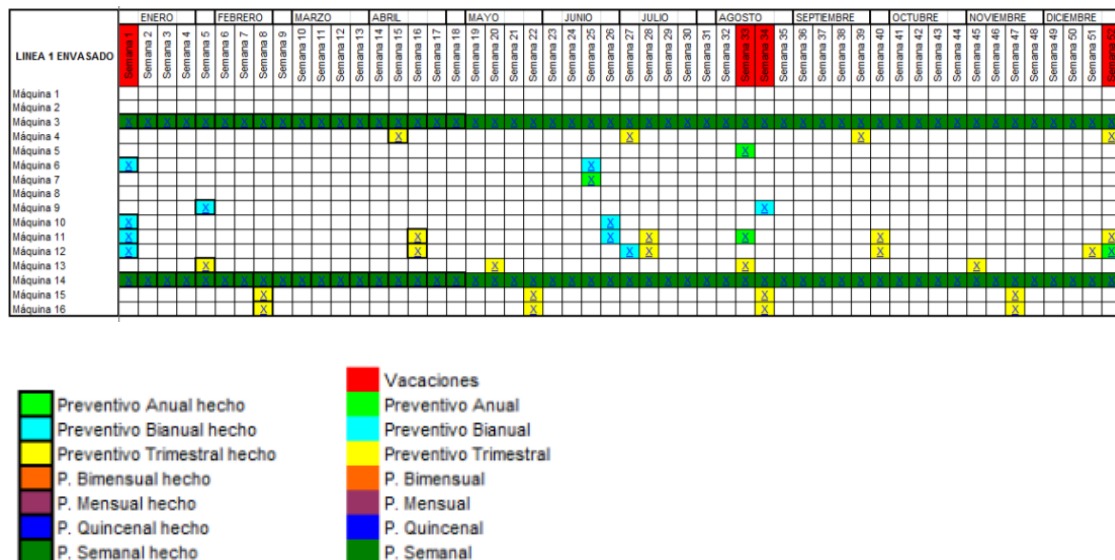 ENERO FEBRERO MARZO ABRIL MAYO JUNIO JULIO AGOSTO SEPTIEMBRE OCTUBRE NOVIEMBRE DICIEMBRE
LINEA 1 ENVASADO Semana 1 Semana 2 Semana 3 Semana 4 Semana 5 Semana 6 Semana 7 Semana 8 Semana 9 Semana 10 Semana 11 Semana 12 Semana 13 Semana 14 Semana 15 Semana 16 Semana 17 Semana 18 Semana 19 Semana 20 Semana 21 Semana 22 Semana 23 Semana 24 Semana 25 Semana 26 Semana 27 Semana 28 Semana 29 Semana 30 Semana 31 Semana 32 Semana 33 Semana 34 Semana 35 Semana 36 Semana 37 Semana 38 Semana 39 Semana 40 Semana 41 Semana 42 Semana 43 Semana 44 Semana 45 Semana 46 Semana 47 Semana 48 Semana 49 Semana 50 Semana 51 Semana 52
Máquina 1
Máquina 2
Máquina 3 X X X X X X X X X X X X X X X X X X X X X X X X X X X X X X X X X X X X X X X X X X X X X X X X X X X X
Máquina 4 X X X X
Máquina 5 X
Máquina 6 X X
Máquina 7 X
Máquina 8
Máquina 9 X X
Máquina 10 X X
Máquina 11 X X X X X X X
Máquina 12 X X X X X X X
Máquina 13 X X X X
Máquina 14 X X X X X X X X X X X X X X X X X X X X X X X X X X X X X X X X X X X X X X X X X X X X X X X X X X X X
Máquina 15 X X X X
Máquina 16 X X X X
Vacaciones
Preventivo Anual hecho Preventivo Anual
Preventivo Bianual hecho Preventivo Bianual
Preventivo Trimestral hecho Preventivo Trimestral
P. Bimensual hecho P. Bimensual
P. Mensual hecho P. Mensual
P. Quincenal hecho P. Quincenal
P. Semanal hecho P. Semanal